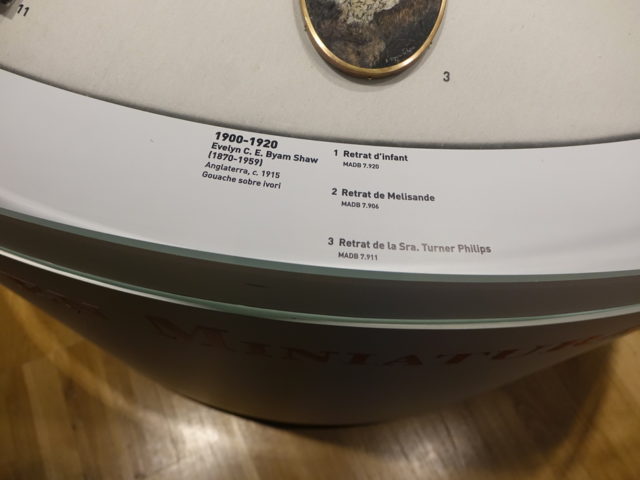 11
3
1900-1920
Evelyn C. E. Byam Shaw
(1870-1959)
Anglaterra, c. 1915
Gouache sobre ivori
1 Retrat d'infant
MADB 7.920
2 Retrat de Melisande
MADB 7.906
3 Retrat de la Sra. Turner Philips
MADB 7.911